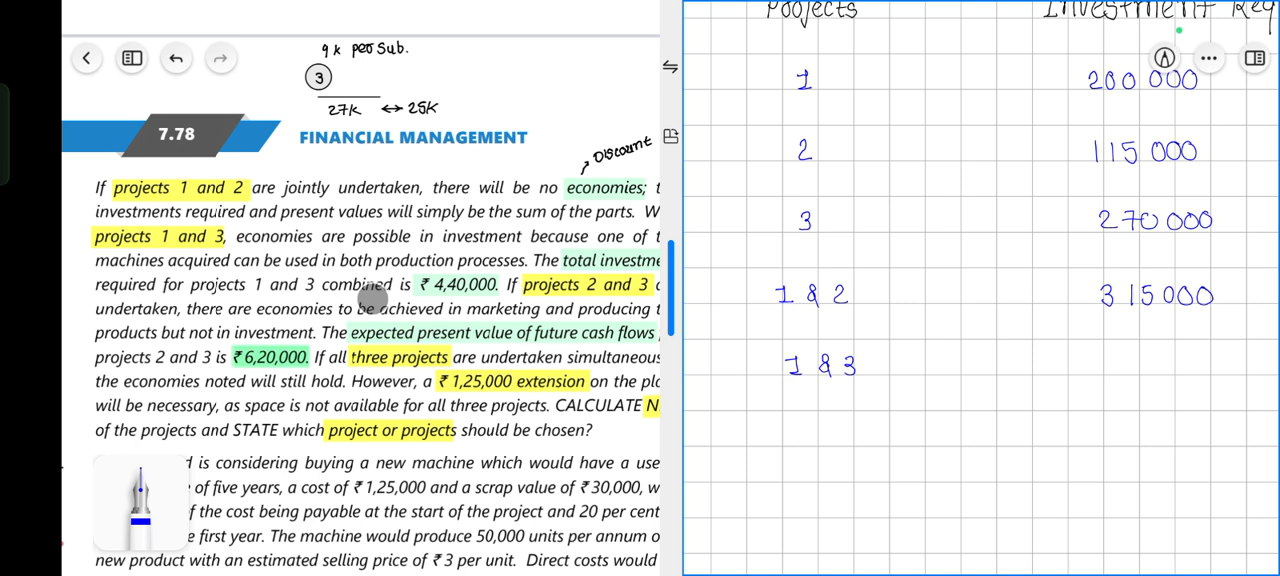 9k per Sub.
3
27K ↔ 25K
7.78
FINANCIAL MANAGEMENT
Discount
If projects 1 and 2 are jointly undertaken, there will be no economies;
investments required and present values will simply be the sum of the parts.
projects 1 and 3, economies are possible in investment because one of
machines acquired can be used in both production processes. The total
required for projects 1 and 3 combined is ₹ 4,40,000. If projects 2 and 3
undertaken, there are economies to be achieved in marketing and producing
products but not in investment. The expected present value of future cash flows
projects 2 and 3 is ₹ 6,20,000. If all three projects are undertaken
the economies noted will still hold. However, a ₹ 1,25,000 extension on the
will be necessary, as space is not available for all three projects. CALCULATE
of the projects and STATE which project or projects should be chosen?
is considering buying a new machine which would have a
of five years, a cost of ₹ 1,25,000 and a scrap value of ₹ 30,000,
of the cost being payable at the start of the project and 20 per cent
first year. The machine would produce 50,000 units per annum
new product with an estimated selling price of ₹ 3 per unit. Direct costs would
Projects Investment Req
1 200 000
2 115 000
3 270 000
1 & 2 315000
1 & 3